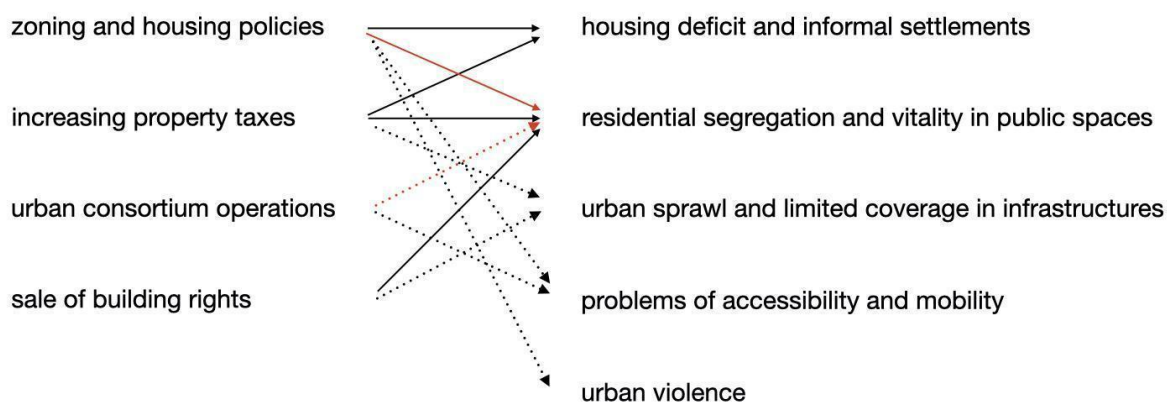 zoning and housing policies
housing deficit and informal settlements
increasing property taxes
residential segregation and vitality in public spaces
urban consortium operations
urban sprawl and limited coverage in infrastructures
sale of building rights
problems of accessibility and mobility
urban violence